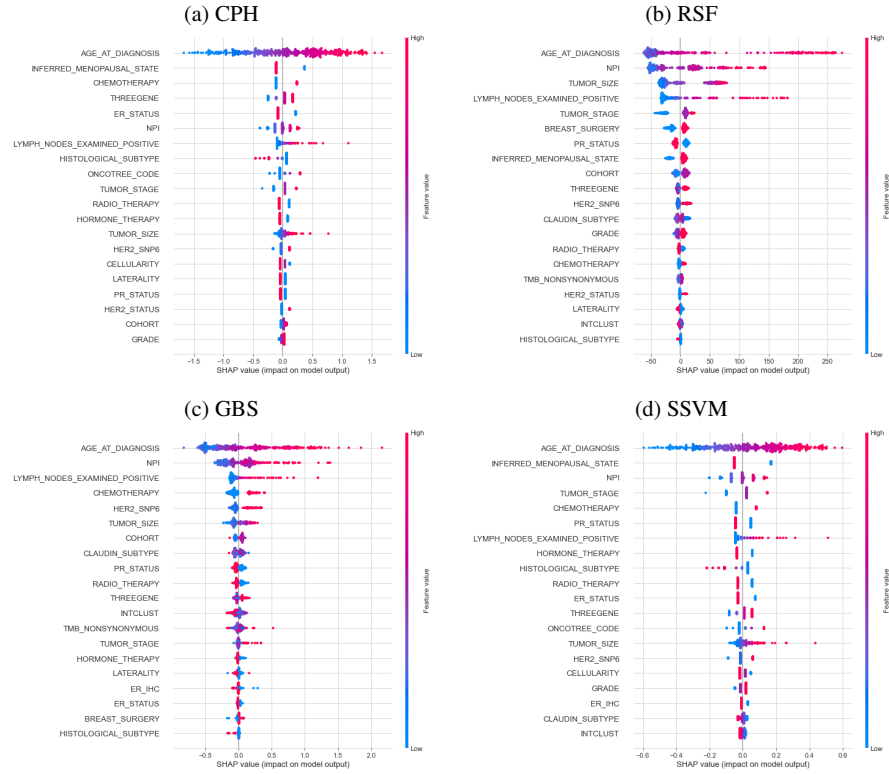 (a) CPH
High
AGE_AT_DIAGNOSIS
INFERRED_MENOPAUSAL_STATE
CHEMOTHERAPY
THREEGENE
ER_STATUS
NPI
LYMPH_NODES_EXAMINED_POSITIVE
HISTOLOGICAL_SUBTYPE
ONCOTREE_CODE
TUMOR_STAGE
RADIO_THERAPY
HORMONE_THERAPY
TUMOR_SIZE
HER2_SNP6
CELLULARITY
LATERALITY
PR_STATUS
HER2_STATUS
COHORT
GRADE
Feature value
Low
−1.5 −1.0 −0.5 0.0 0.5 1.0 1.5
SHAP value (impact on model output)
(b) RSF
High
AGE_AT_DIAGNOSIS
NPI
TUMOR_SIZE
LYMPH_NODES_EXAMINED_POSITIVE
TUMOR_STAGE
BREAST_SURGERY
PR_STATUS
INFERRED_MENOPAUSAL_STATE
COHORT
THREEGENE
HER2_SNP6
CLAUDIN_SUBTYPE
GRADE
RADIO_THERAPY
CHEMOTHERAPY
TMB_NONSYNONYMOUS
HER2_STATUS
LATERALITY
INTCLUST
HISTOLOGICAL_SUBTYPE
Feature value
Low
−50 0 50 100 150 200 250
SHAP value (impact on model output)
(c) GBS
High
AGE_AT_DIAGNOSIS
NPI
LYMPH_NODES_EXAMINED_POSITIVE
CHEMOTHERAPY
HER2_SNP6
TUMOR_SIZE
COHORT
CLAUDIN_SUBTYPE
PR_STATUS
RADIO_THERAPY
THREEGENE
INTCLUST
TMB_NONSYNONYMOUS
TUMOR_STAGE
HORMONE_THERAPY
LATERALITY
ER_IHC
ER_STATUS
BREAST_SURGERY
HISTOLOGICAL_SUBTYPE
Feature value
Low
−0.5 0.0 0.5 1.0 1.5 2.0
SHAP value (impact on model output)
(d) SSVM
High
AGE_AT_DIAGNOSIS
INFERRED_MENOPAUSAL_STATE
NPI
TUMOR_STAGE
CHEMOTHERAPY
PR_STATUS
LYMPH_NODES_EXAMINED_POSITIVE
HORMONE_THERAPY
HISTOLOGICAL_SUBTYPE
RADIO_THERAPY
ER_STATUS
THREEGENE
ONCOTREE_CODE
TUMOR_SIZE
HER2_SNP6
CELLULARITY
GRADE
ER_IHC
CLAUDIN_SUBTYPE
INTCLUST
Feature value
Low
−0.6 −0.4 −0.2 0.0 0.2 0.4 0.6
SHAP value (impact on model output)